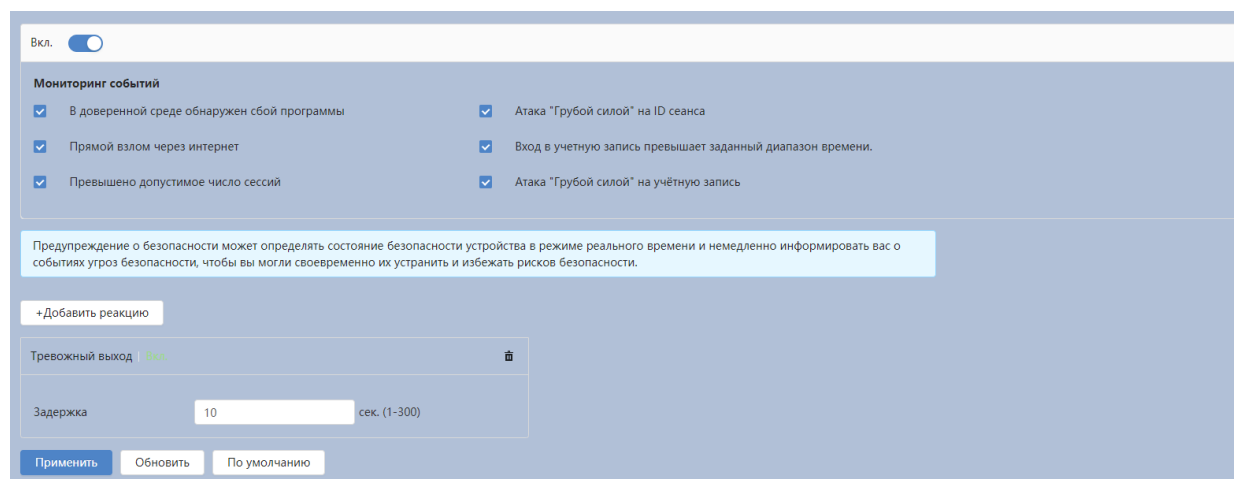 Вкл.
Мониторинг событий
В доверенной среде обнаружен сбой программы
Атака "Грубой силой" на ID сеанса
Прямой взлом через интернет
Вход в учетную запись превышает заданный диапазон времени.
Превышено допустимое число сессий
Атака "Грубой силой" на учётную запись
Предупреждение о безопасности может определять состояние безопасности устройства в режиме реального времени и немедленно информировать вас о
событиях угроз безопасности, чтобы вы могли своевременно их устранить и избежать рисков безопасности.
+Добавить реакцию
Тревожный выход |
Задержка 10 сек. (1-300)
Применить Обновить По умолчанию